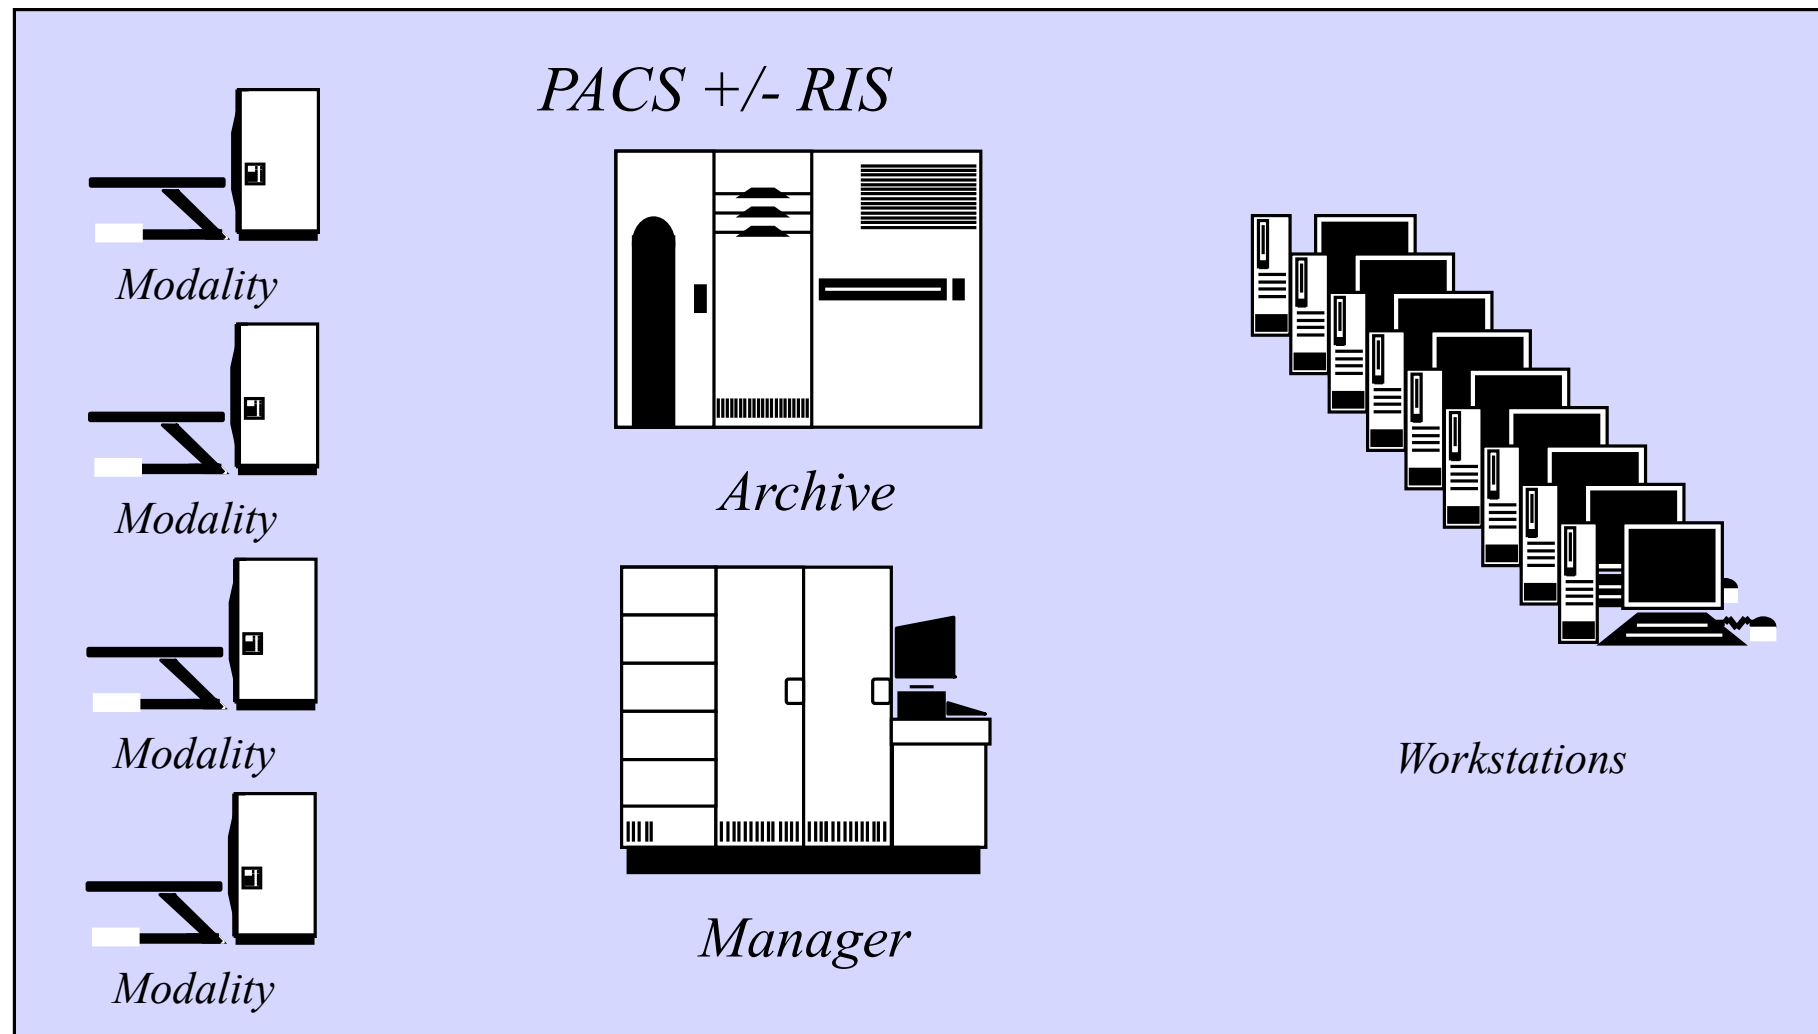 PACS +/- RIS
Modality
Archive
Modality
Workstations
Modality
Manager
Modality